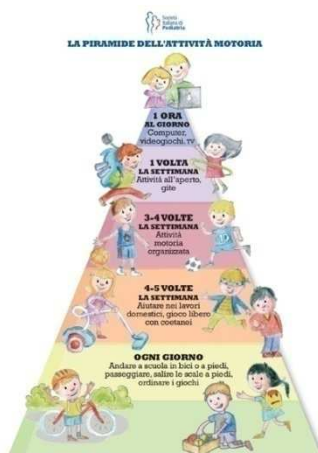 Società
Italiana di
Pediatria
LA PIRAMIDE DELL'ATTIVITÀ MOTORIA
1 ORA
AL GIORNO
Computer,
videogiochi, TV
1 VOLTA
LA SETTIMANA
Attività all'aperto,
gite
3-4 VOLTE
LA SETTIMANA
Attività
motoria
organizzata
4-5 VOLTE
LA SETTIMANA
Aiutare nei lavori
domestici, gioco libero
con coetanei
OGNI GIORNO
Andare a scuola in bici o a piedi,
passeggiare, salire le scale a piedi,
ordinare i giochi